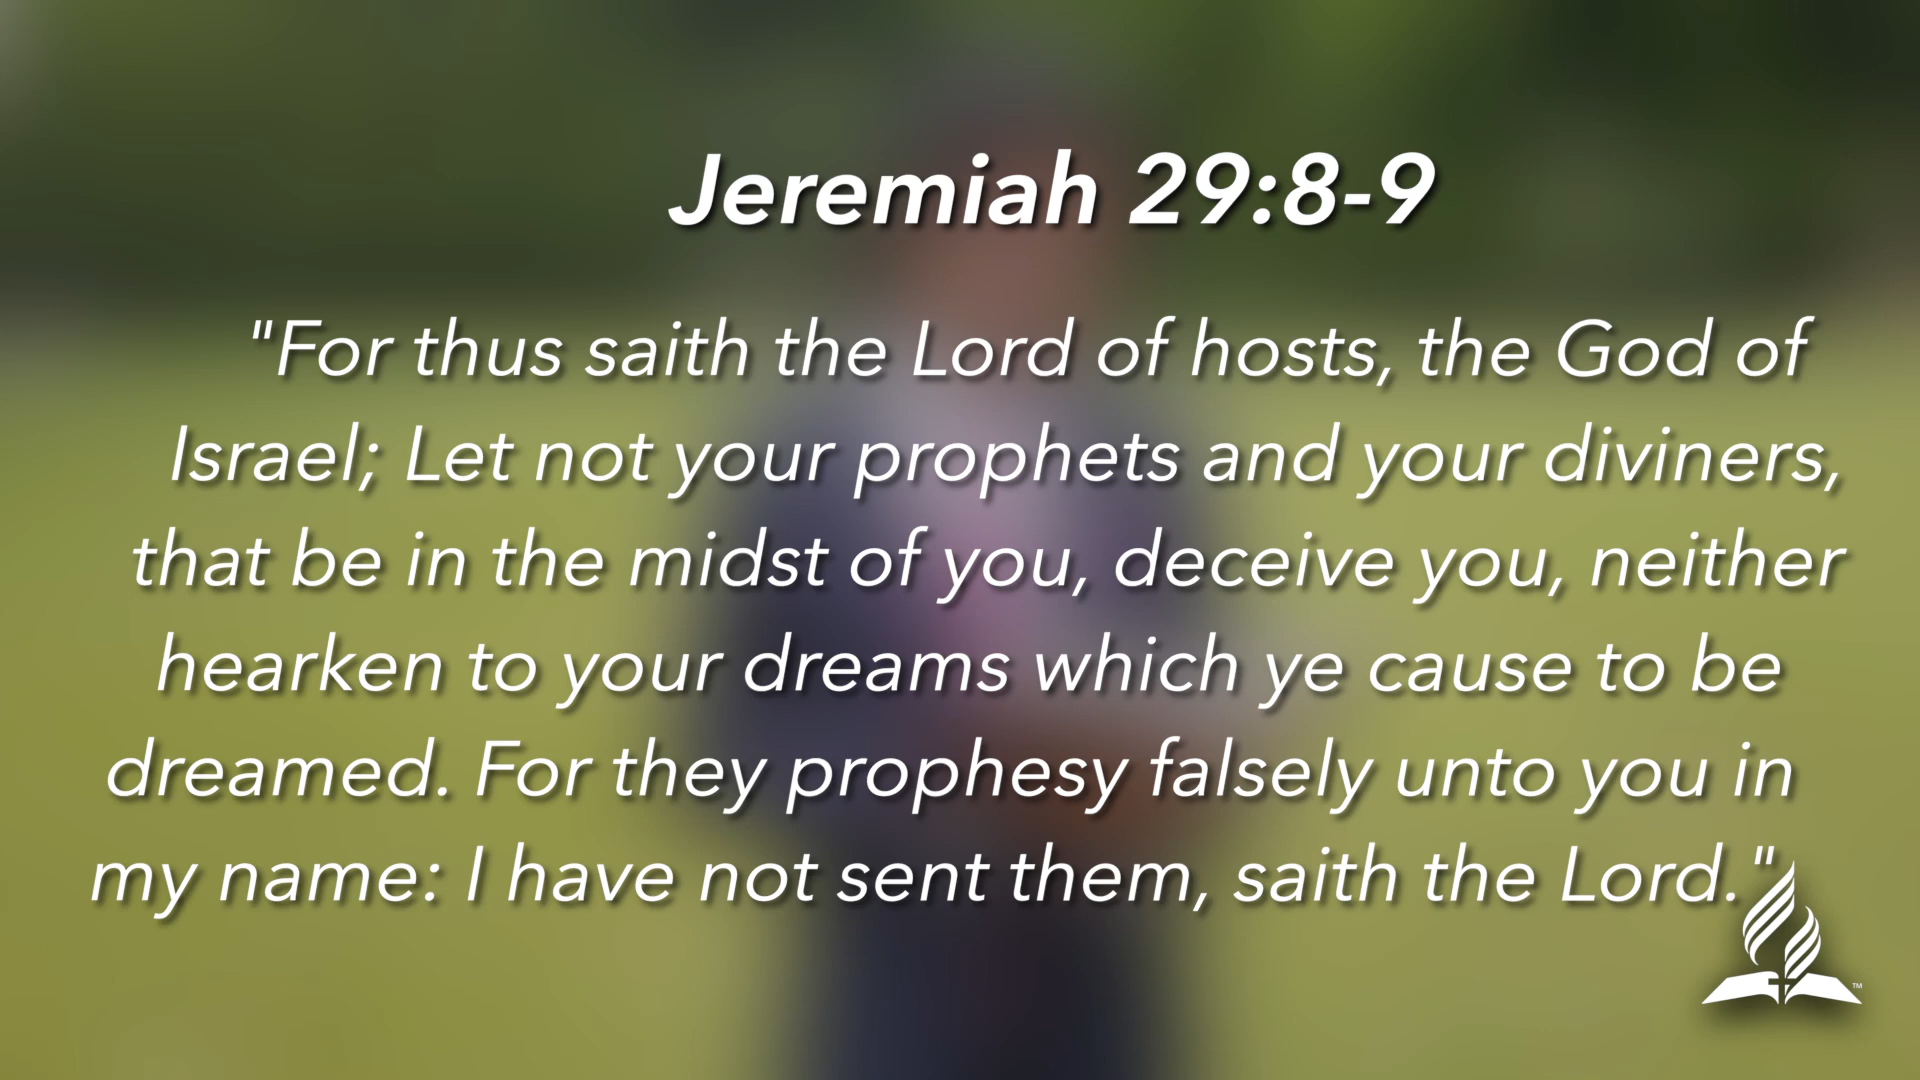 Jeremiah 29:8-9
"For thus saith the Lord of hosts, the God of
Israel; Let not your prophets and your diviners,
that be in the midst of you, deceive you, neither
hearken to your dreams which ye cause to be
dreamed. For they prophesy falsely unto you in
my name: I have not sent them, saith the Lord."
TM